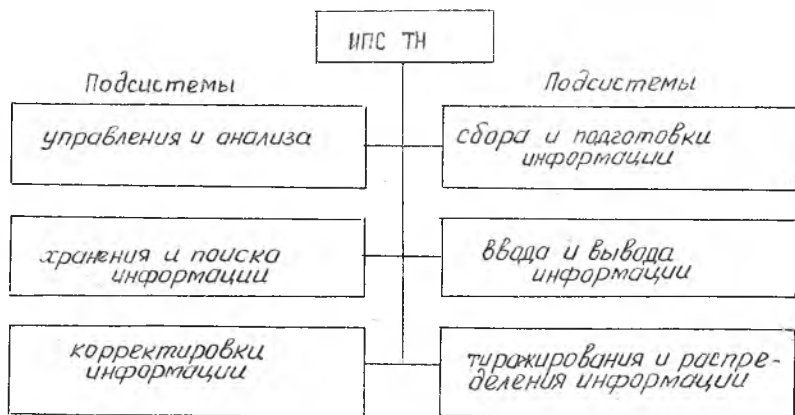 ИПС ТН
Подсистемы
Подсистемы
управления и анализа
сбора и подготовки
информации
хранения и поиска
информации
ввода и вывода
информации
корректировки
информации
тиражирования и распре-
деления информации